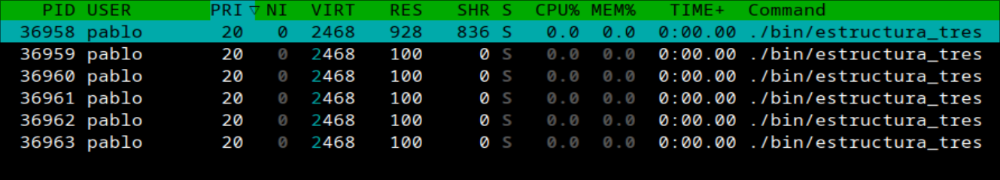 PID USER PRI▽NI VIRT RES SHR S CPU% MEM% TIME+ Command
36958 pablo 20 0 2468 928 836 S 0.0 0.0 0:00.00 ./bin/estructura_tres
36959 pablo 20 0 2468 100 0 S 0.0 0.0 0:00.00 ./bin/estructura_tres
36960 pablo 20 0 2468 100 0 S 0.0 0.0 0:00.00 ./bin/estructura_tres
36961 pablo 20 0 2468 100 0 S 0.0 0.0 0:00.00 ./bin/estructura_tres
36962 pablo 20 0 2468 100 0 S 0.0 0.0 0:00.00 ./bin/estructura_tres
36963 pablo 20 0 2468 100 0 S 0.0 0.0 0:00.00 ./bin/estructura_tres